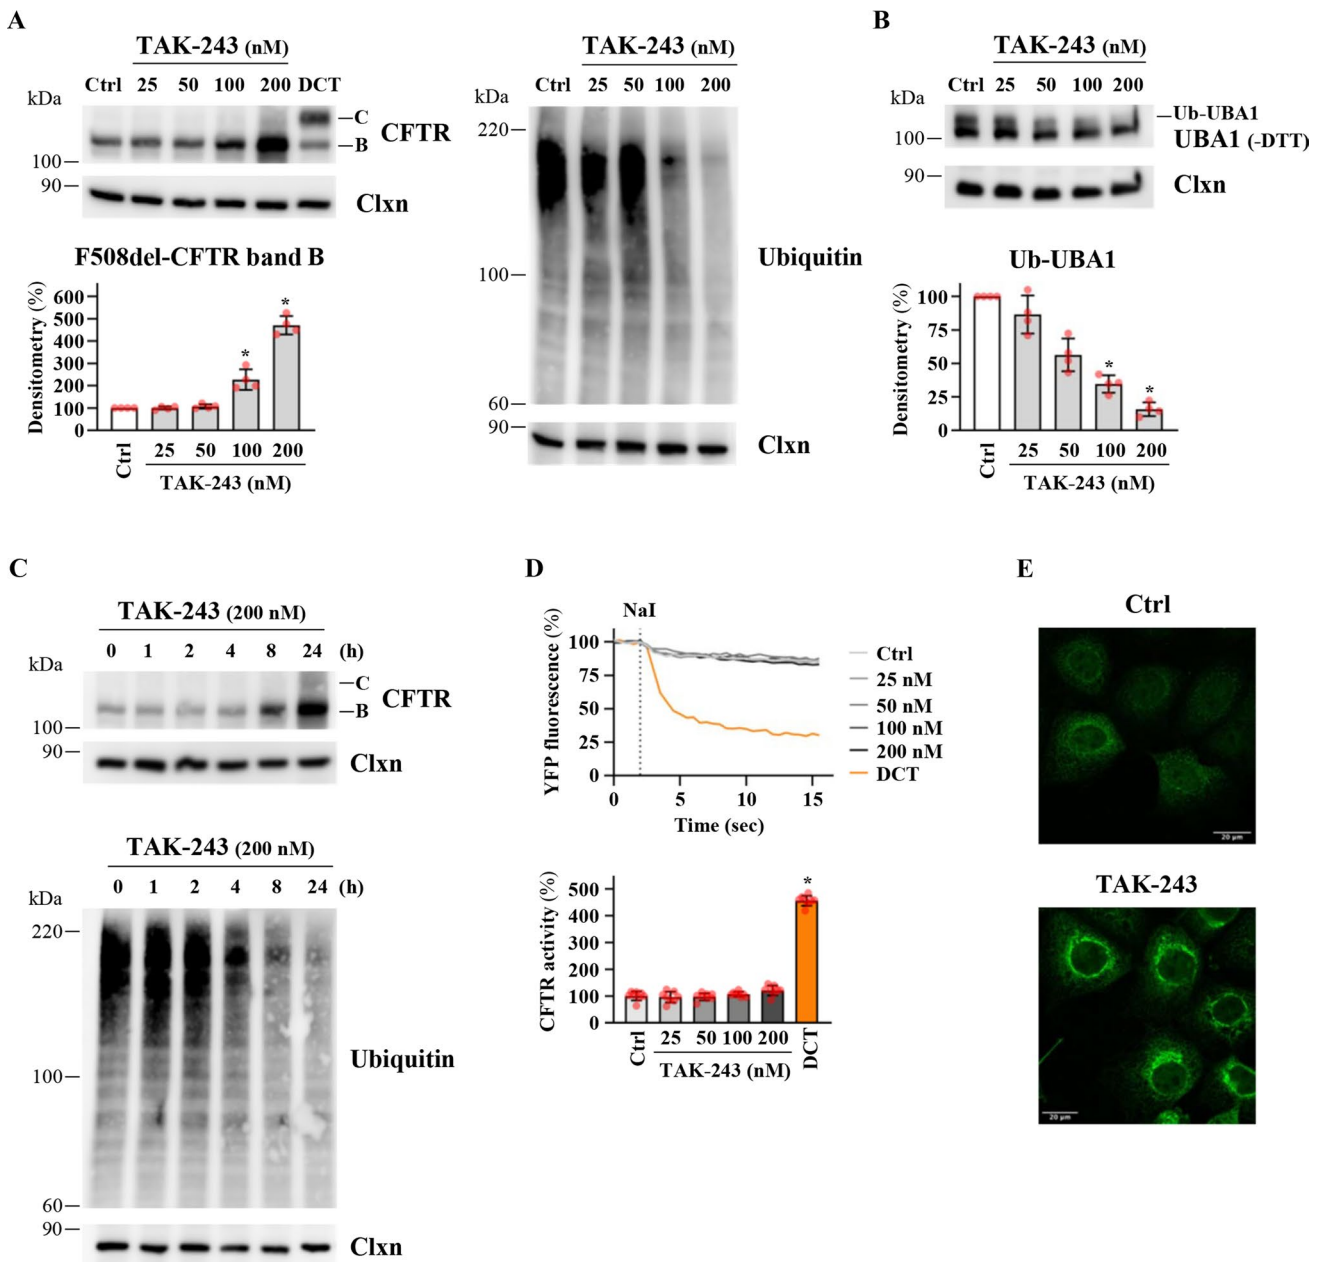 A
TAK-243 (nM)
Ctrl 25 50 100 200 DCT
kDa
C
CFTR
B
100
90
Clxn
F508del-CFTR band B
Densitometry (%)
600
500
400
300
200
100
0
* *
Ctrl 25 50 100 200
TAK-243 (nM)
TAK-243 (nM)
Ctrl 25 50 100 200
kDa
220
100
60
Ubiquitin
90
Clxn
B
TAK-243 (nM)
Ctrl 25 50 100 200
kDa
Ub-UBA1
100
UBA1 (-DTT)
90
Clxn
Ub-UBA1
Densitometry (%)
100
75
50
25
0
* *
Ctrl 25 50 100 200
TAK-243 (nM)
C
TAK-243 (200 nM)
0 1 2 4 8 24 (h)
kDa
C
CFTR
B
100
90
Clxn
TAK-243 (200 nM)
0 1 2 4 8 24 (h)
kDa
220
100
60
Ubiquitin
90
Clxn
D
NaI
YFP fluorescence (%)
100
75
50
25
0
0 5 10 15
Time (sec)
Ctrl
25 nM
50 nM
100 nM
200 nM
DCT
CFTR activity (%)
500
400
300
200
100
0
*
Ctrl 25 50 100 200 DCT
TAK-243 (nM)
E
Ctrl
20 µm
TAK-243
20 µm